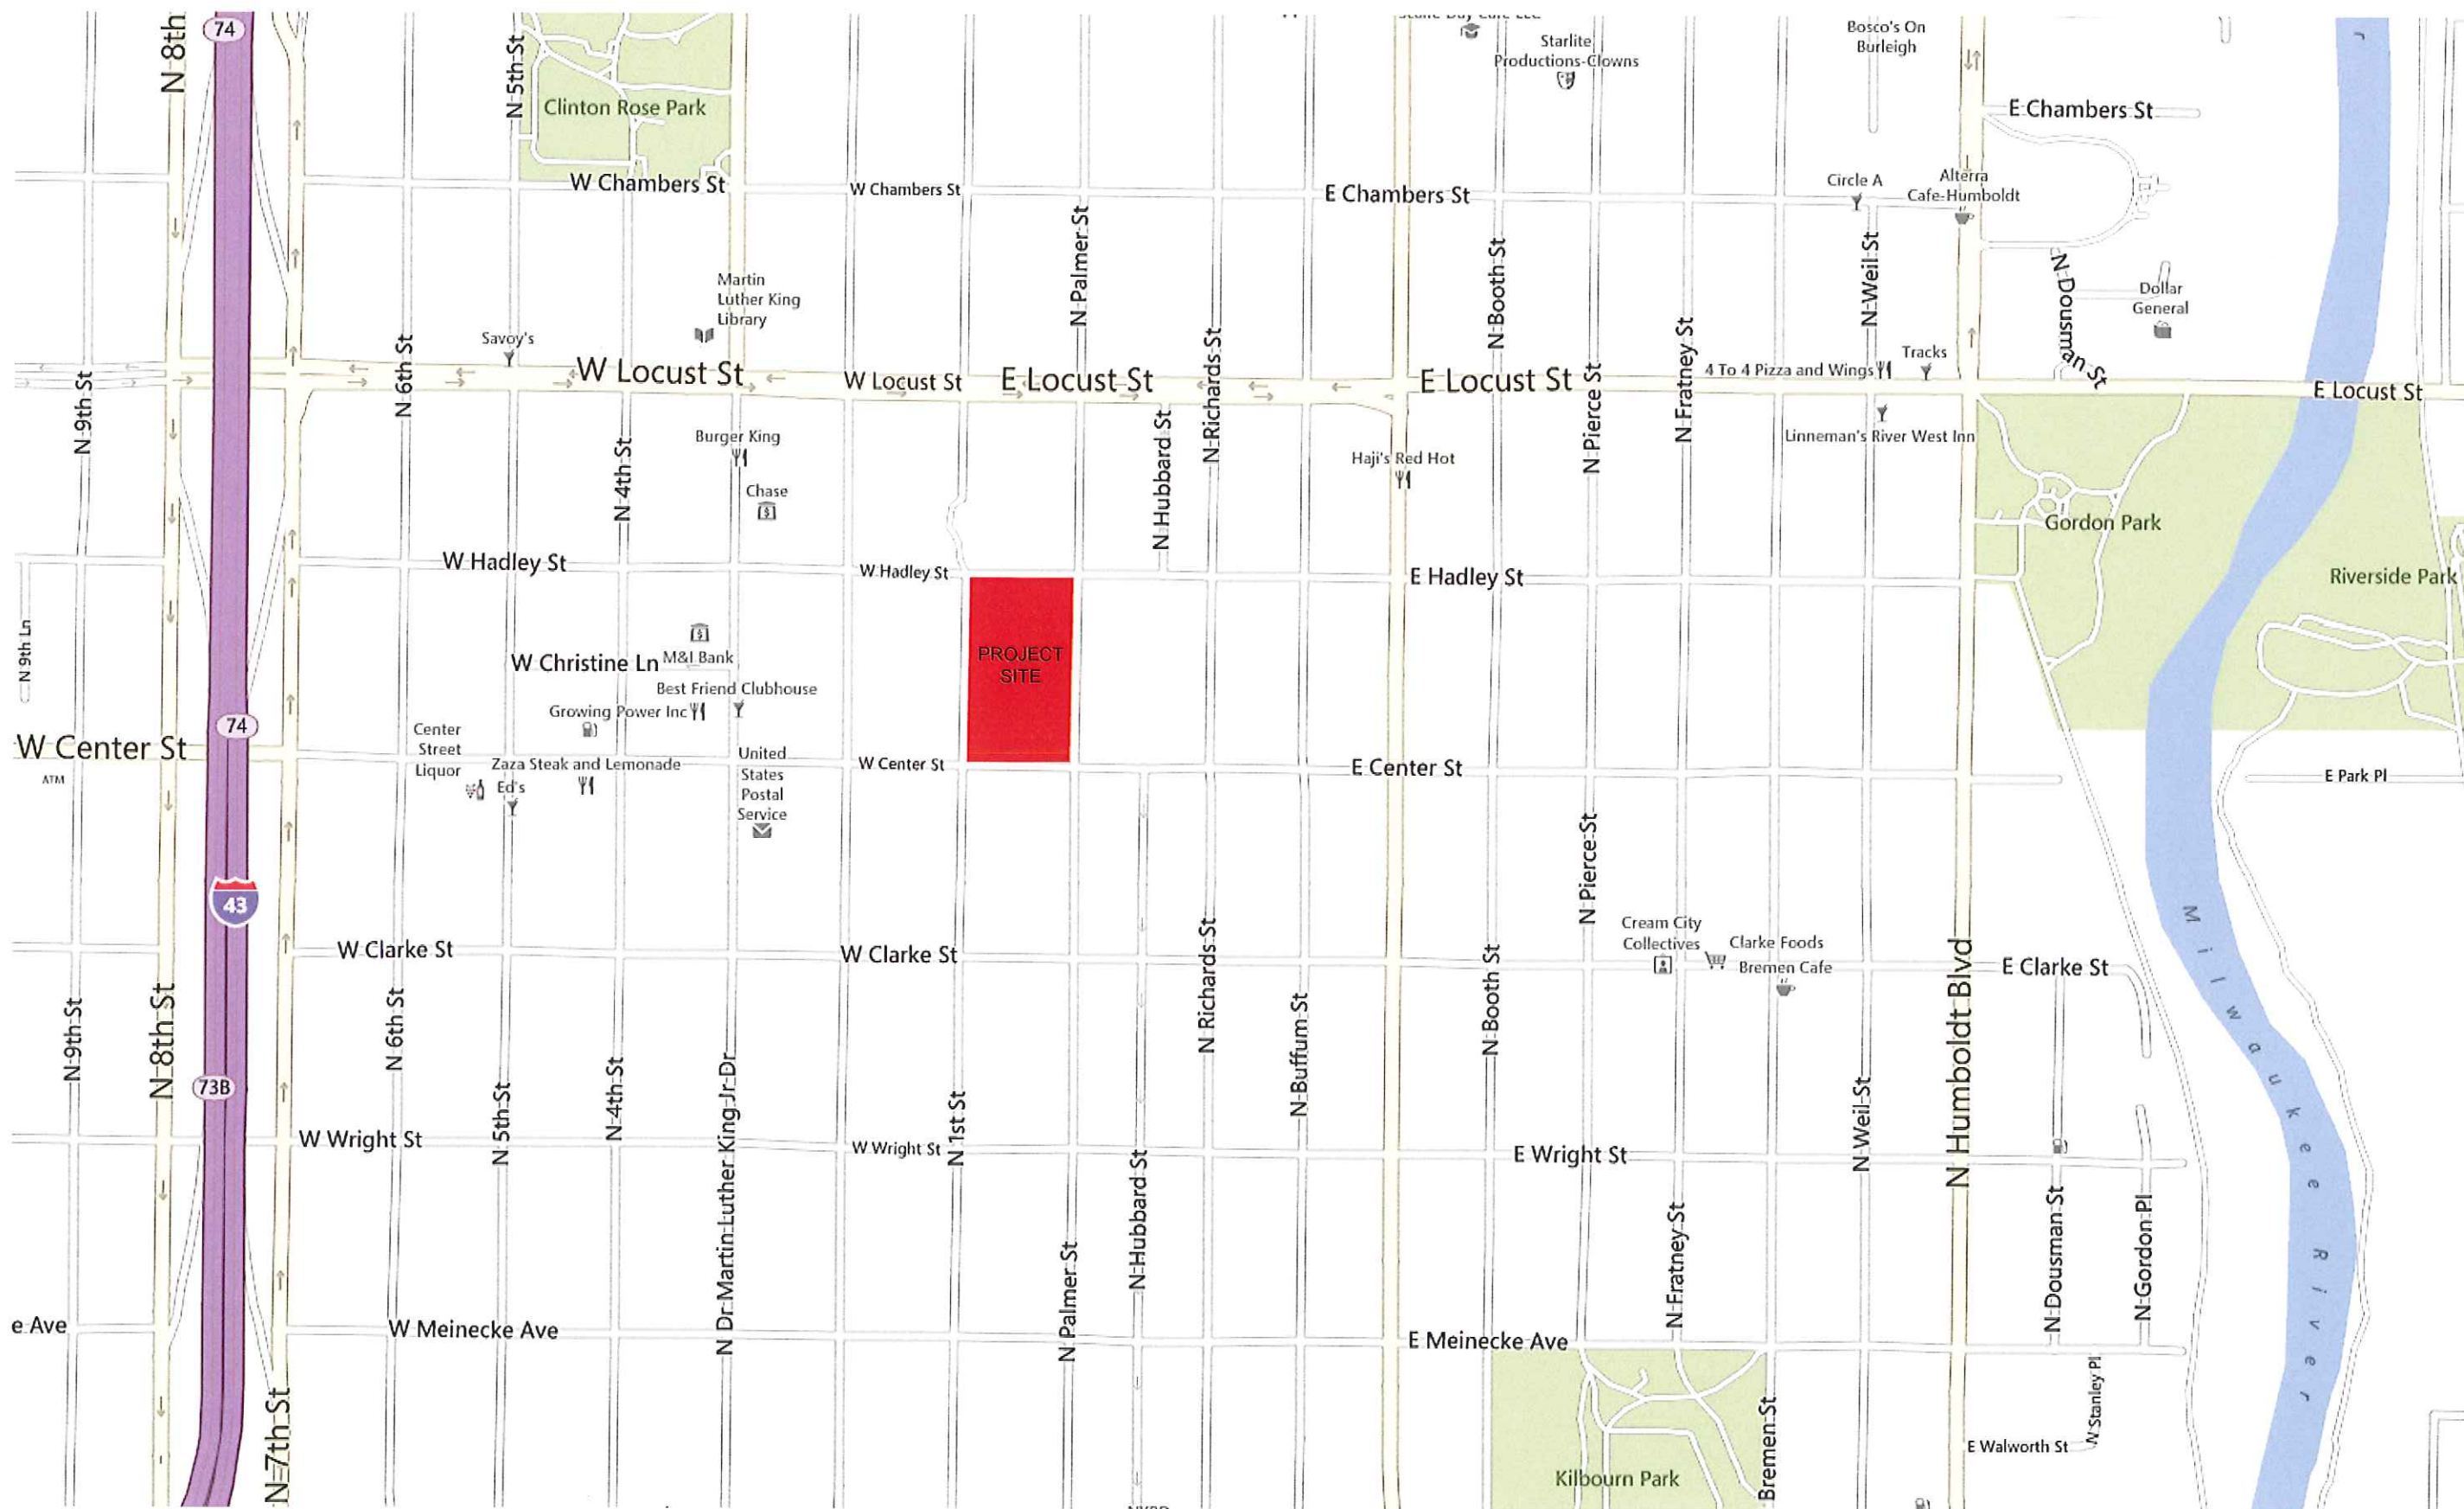 74
N 8th
N 5th St
Clinton Rose Park
Starlite
Productions-Clowns
Bosco's On
Burleigh
E Chambers St
W Chambers St
W Chambers St
E Chambers St
Circle A
Alterra
Cafe-Humboldt
N Palmer St
N Booth St
N Weil St
N Dousman St
Dollar
General
Martin
Luther King
Library
Savoy's
N 6th St
N 9th St
W Locust St
W Locust St
E Locust St
N Richards St
E Locust St
N Pierce St
N Fratney St
4 To 4 Pizza and Wings
Tracks
E Locust St
Burger King
N 4th St
Chase
N Hubbard St
Haji's Red Hot
Linneman's River West Inn
Gordon Park
Riverside Park
W Hadley St
W Hadley St
E Hadley St
N 9th Ln
PROJECT
SITE
W Christine Ln
M&I Bank
Best Friend Clubhouse
Growing Power Inc
74
W Center St
ATM
Center
Street
Liquor
Zaza Steak and Lemonade
Ed's
United
States
Postal
Service
W Center St
E Center St
E Park Pl
N Pierce St
43
W Clarke St
W Clarke St
N Richards St
N Booth St
Cream City
Collectives
Clarke Foods
Bremen Cafe
N Humboldt Blvd
E Clarke St
Milwaukee River
N 9th St
N 8th St
73B
N 6th St
N 5th St
N 4th St
N Dr Martin Luther King Jr Dr
N 1st St
N Buffum St
N Weil St
W Wright St
W Wright St
E Wright St
N Palmer St
N Hubbard St
N Fratney St
N Dousman St
N Gordon Pl
e Ave
W Meinecke Ave
E Meinecke Ave
N 7th St
Kilbourn Park
Bremen St
N Stanley Pl
E Walworth St